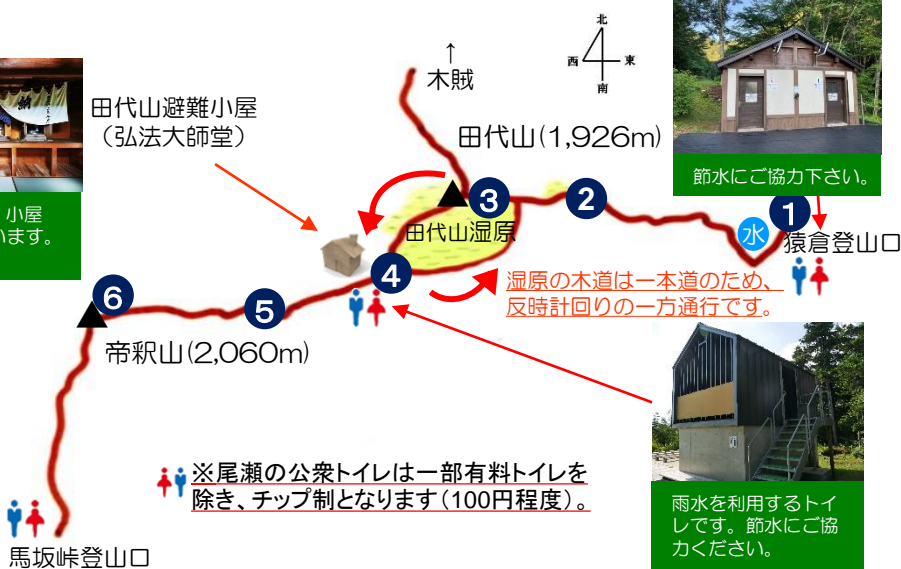 北
西
東
南
↑
木賊
田代山避難小屋
（弘法大師堂）
田代山(1,926m)
節水にご協力下さい。
小屋
います。
納
1
2
3
4
5
6
水
猿倉登山口
田代山湿原
湿原の木道は一本道のため、
反時計回りの一方通行です。
帝釈山(2,060m)
※尾瀬の公衆トイレは一部有料トイレを
除き、チップ制となります（100円程度）。
雨水を利用するトイ
レです。節水にご協
力ください。
馬坂峠登山口